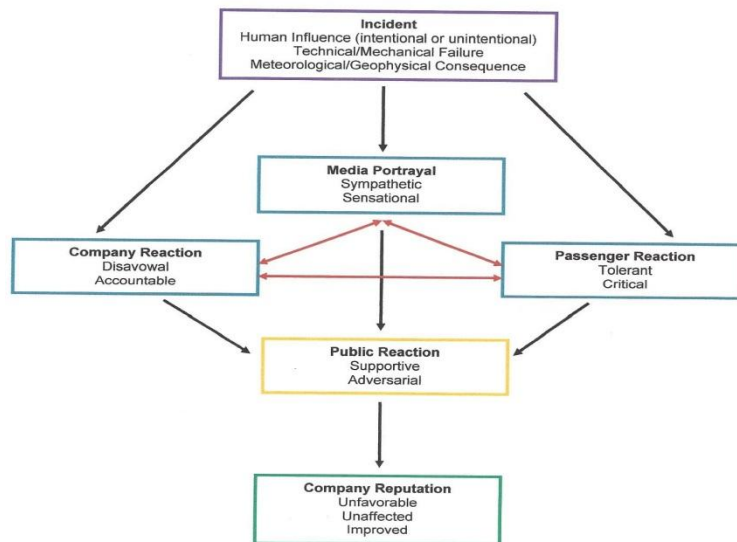 Incident
Human Influence (intentional or unintentional)
Technical/Mechanical Failure
Meteorological/Geophysical Consequence
Media Portrayal
Sympathetic
Sensational
Company Reaction
Disavowal
Accountable
Passenger Reaction
Tolerant
Critical
Public Reaction
Supportive
Adversarial
Company Reputation
Unfavorable
Unaffected
Improved